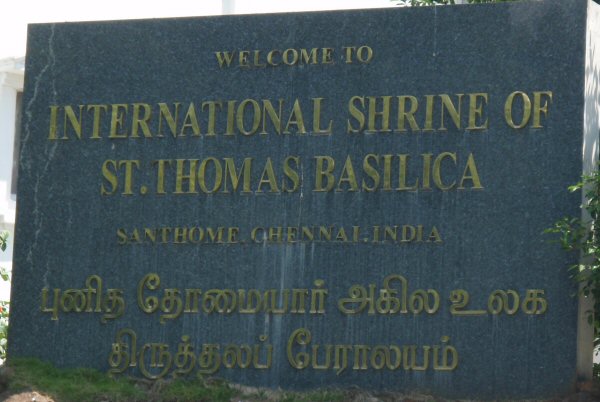 WELCOME TO
INTERNATIONAL SHRINE OF
ST. THOMAS BASILICA
SANTHOME. CHENNAI. INDIA
புனித தோமையார் அகில உலக
திருத்தலப் பேராலயம்